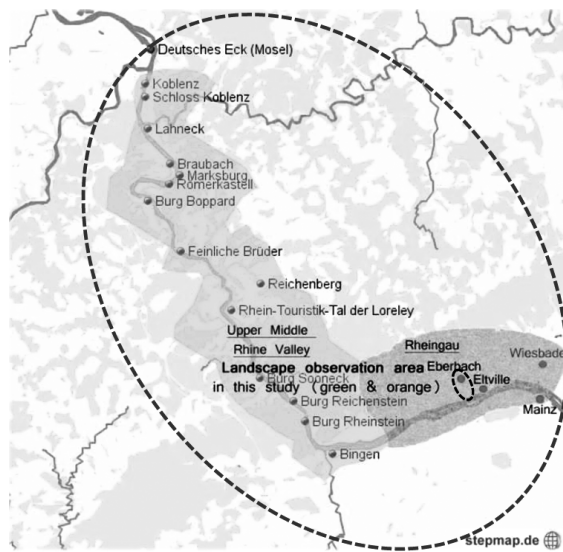 Deutsches Eck (Mosel)
Koblenz
Schloss Koblenz
Lahneck
Braubach
Marksburg
Römerkastell
Burg Boppard
Feinliche Brüder
Reichenberg
Rhein-Touristik-Tal der Loreley
Upper Middle
Rhine Valley
Rheingau
Wiesbade
Landscape observation area
in this study (green & orange)
Eberbach
Eltville
Burg Sooneck
Burg Reichenstein
Mainz
Burg Rheinstein
Bingen
stepmap.de